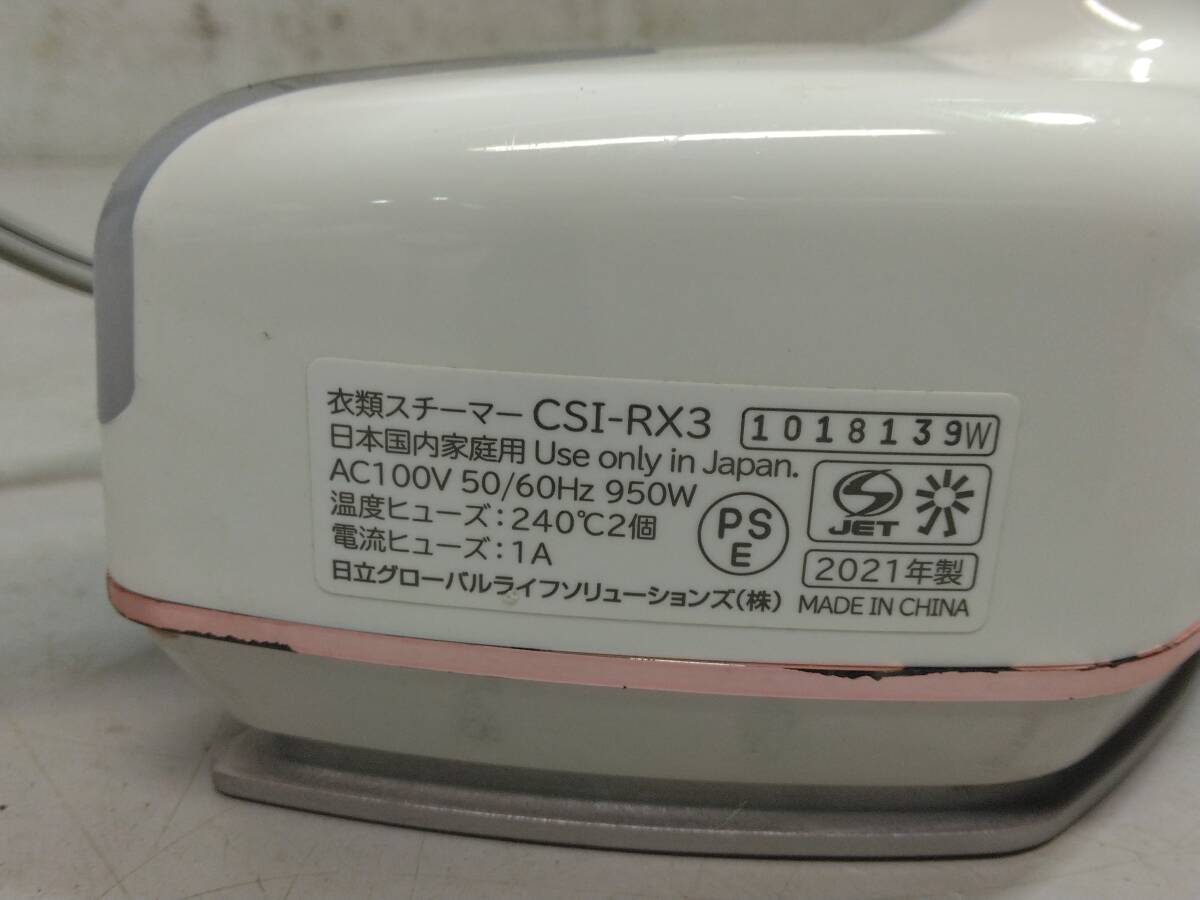 衣類スチーマー CSI-RX3 1018139W
日本国内家庭用 Use only in Japan.
AC100V 50/60Hz 950W
温度ヒューズ：240℃2個
電流ヒューズ：1A
日立グローバルライフソリューションズ（株）
PS
E
JET
2021年製
MADE IN CHINA